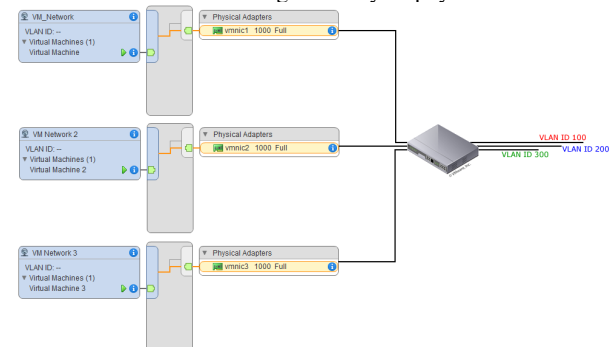 VM_Network
VLAN ID: --
Virtual Machines (1)
Virtual Machine
Physical Adapters
vmnic1 1000 Full
VM Network 2
VLAN ID: --
Virtual Machines (1)
Virtual Machine 2
Physical Adapters
vmnic2 1000 Full
VLAN ID 100
VLAN ID 200
VLAN ID 300
© VMware, Inc.
VM Network 3
VLAN ID: --
Virtual Machines (1)
Virtual Machine 3
Physical Adapters
vmnic3 1000 Full